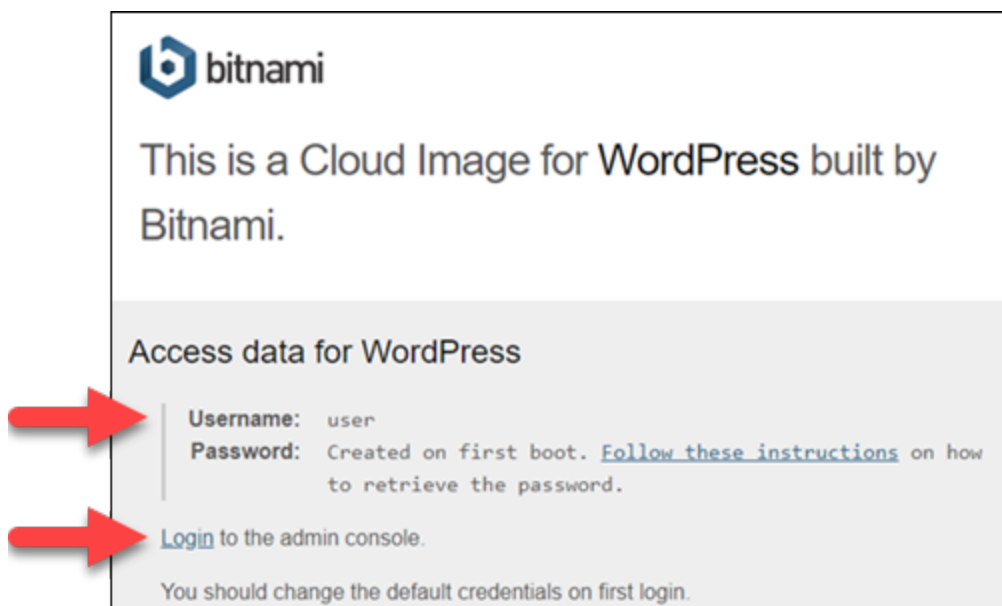 bitnami
This is a Cloud Image for WordPress built by
Bitnami.
Access data for WordPress
Username: user
Password: Created on first boot. Follow these instructions on how
to retrieve the password.
Login to the admin console.
You should change the default credentials on first login.